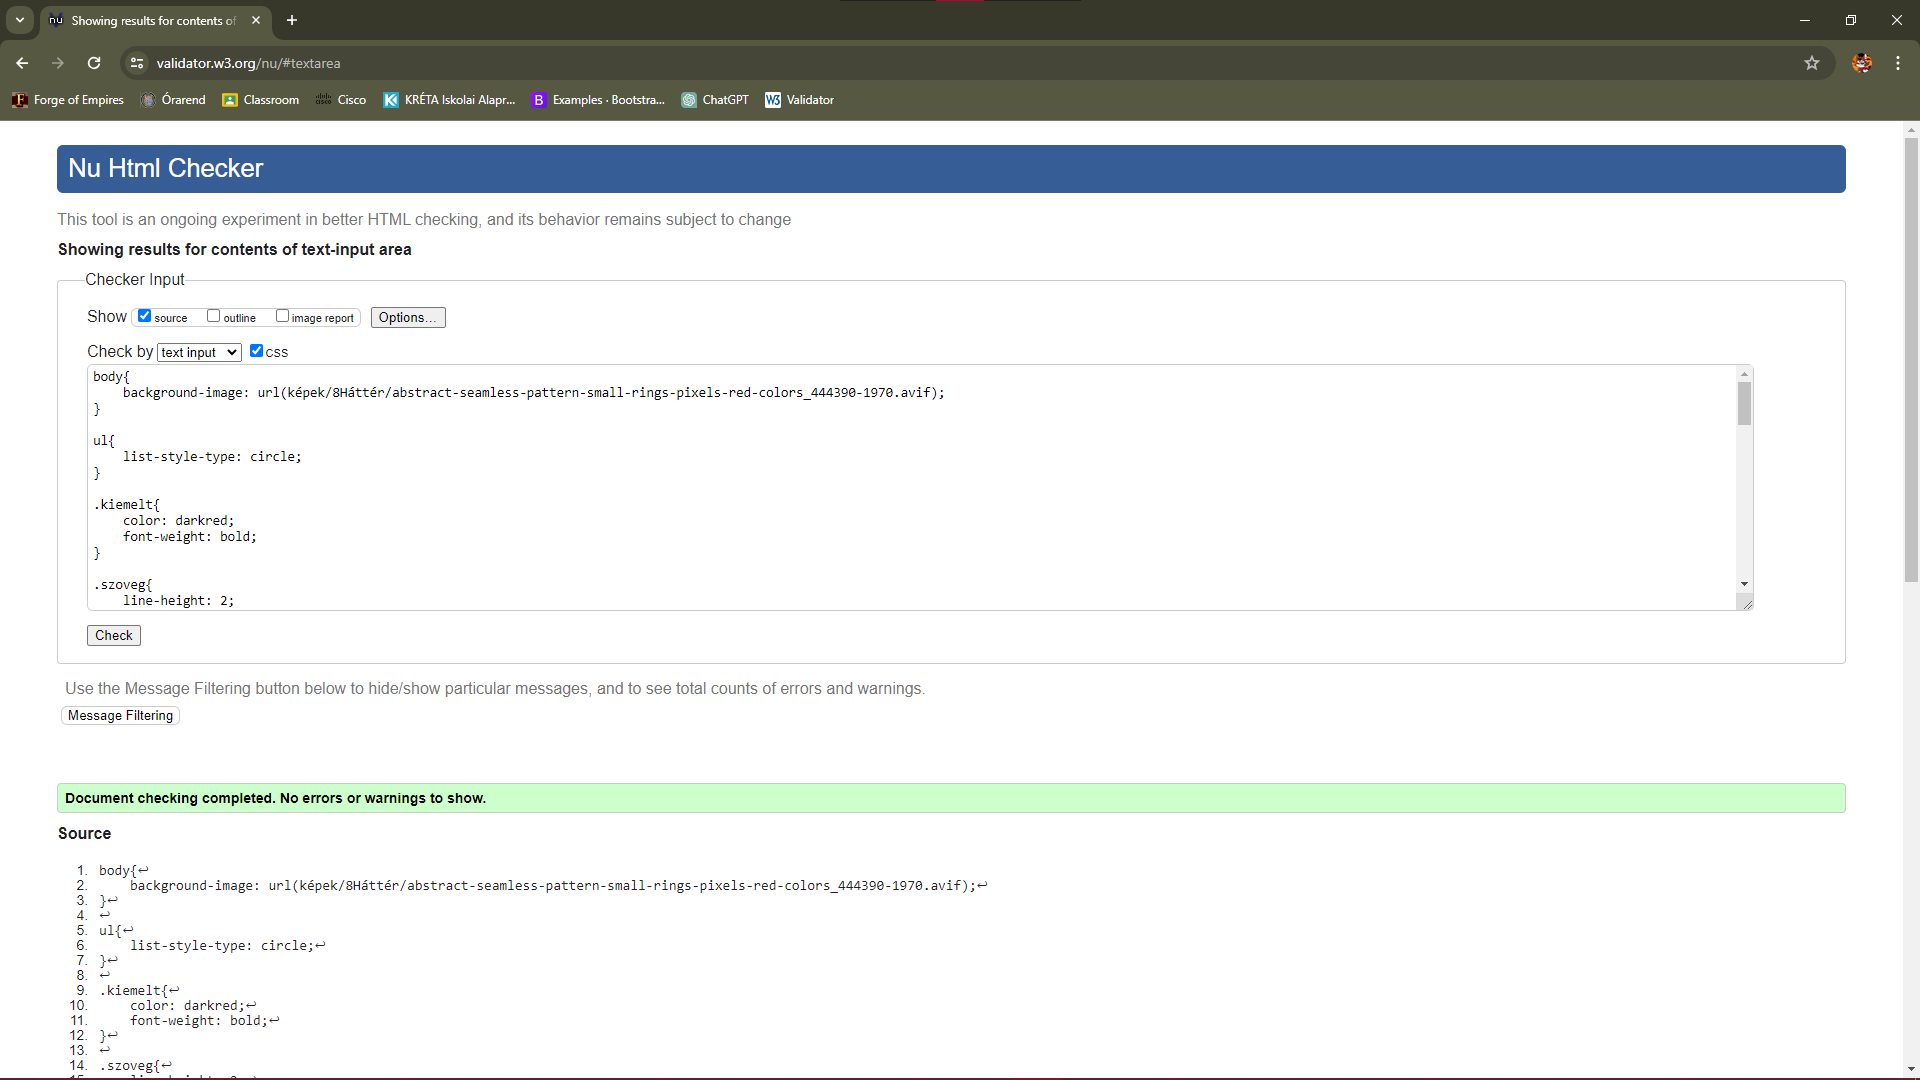 nu Showing results for contents of
validator.w3.org/nu/#textarea
Forge of Empires Órarend Classroom Cisco KRÉTA Iskolai Alapr... B Examples · Bootstra... ChatGPT W3 Validator
Nu Html Checker
This tool is an ongoing experiment in better HTML checking, and its behavior remains subject to change
Showing results for contents of text-input area
Checker Input
Show source outline image report Options...
Check by text input css
body{
background-image: url(képek/8Háttér/abstract-seamless-pattern-small-rings-pixels-red-colors_444390-1970.avif);
}
ul{
list-style-type: circle;
}
.kiemelt{
color: darkred;
font-weight: bold;
}
.szoveg{
line-height: 2;
Check
Use the Message Filtering button below to hide/show particular messages, and to see total counts of errors and warnings.
Message Filtering
Document checking completed. No errors or warnings to show.
Source
1. body{↩
2. background-image: url(képek/8Háttér/abstract-seamless-pattern-small-rings-pixels-red-colors_444390-1970.avif);↩
3. }↩
4. ↩
5. ul{↩
6. list-style-type: circle;↩
7. }↩
8. ↩
9. .kiemelt{↩
10. color: darkred;↩
11. font-weight: bold;↩
12. }↩
13. ↩
14. .szoveg{↩